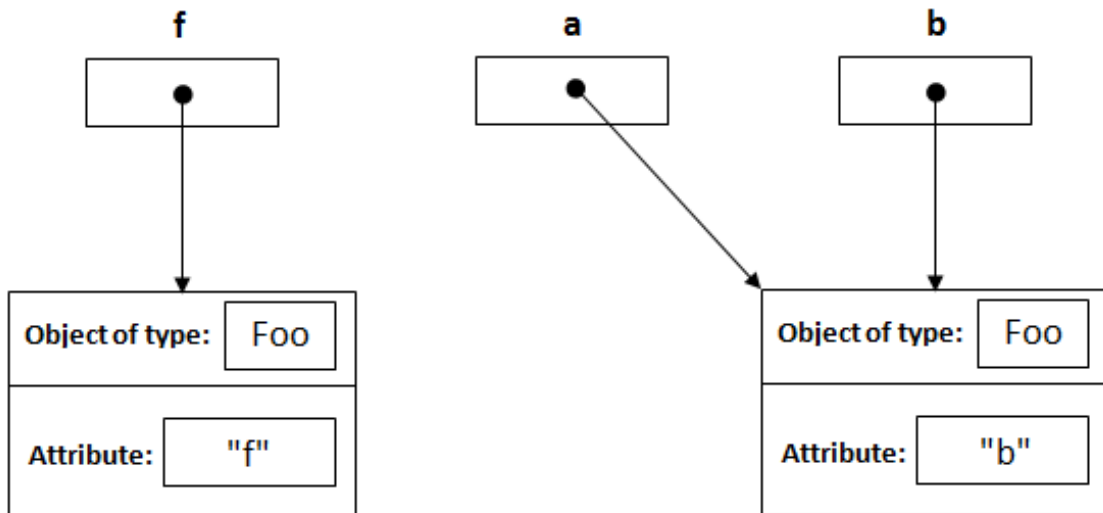 f
a
b
Object of type: Foo
Attribute: "f"
Object of type: Foo
Attribute: "b"